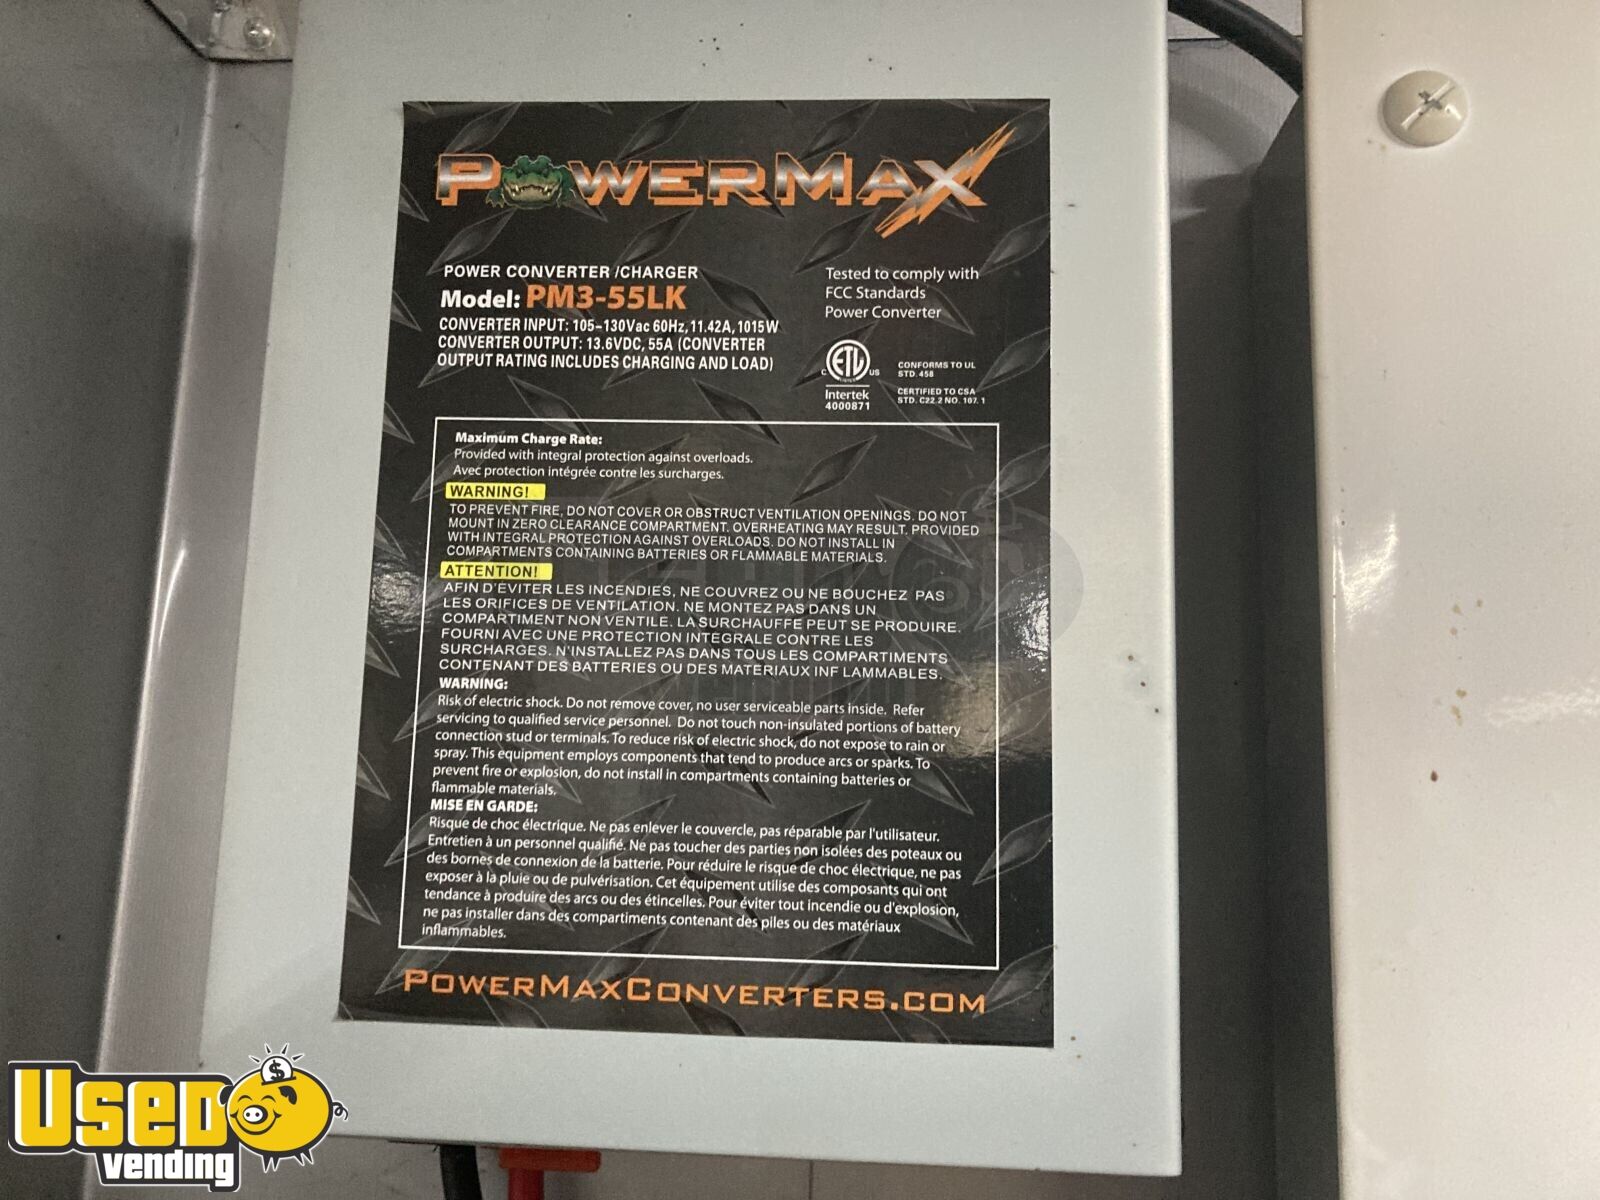 POWERMAX
POWER CONVERTER /CHARGER
Model: PM3-55LK
CONVERTER INPUT: 105–130Vac 60Hz, 11.42A, 1015W
CONVERTER OUTPUT: 13.6VDC, 55A (CONVERTER
OUTPUT RATING INCLUDES CHARGING AND LOAD)
Tested to comply with
FCC Standards
Power Converter
C ETL US
LISTED
Intertek
4000871
CONFORMS TO UL
STD. 458
CERTIFIED TO CSA
STD. C22.2 NO. 107.1
Maximum Charge Rate:
Provided with integral protection against overloads.
Avec protection intégrée contre les surcharges.
WARNING!
TO PREVENT FIRE, DO NOT COVER OR OBSTRUCT VENTILATION OPENINGS. DO NOT
MOUNT IN ZERO CLEARANCE COMPARTMENT. OVERHEATING MAY RESULT. PROVIDED
WITH INTEGRAL PROTECTION AGAINST OVERLOADS. DO NOT INSTALL IN
COMPARTMENTS CONTAINING BATTERIES OR FLAMMABLE MATERIALS.
ATTENTION!
AFIN D'EVITER LES INCENDIES, NE COUVREZ OU NE BOUCHEZ PAS
LES ORIFICES DE VENTILATION. NE MONTEZ PAS DANS UN
COMPARTIMENT NON VENTILE. LA SURCHAUFFE PEUT SE PRODUIRE.
FOURNI AVEC UNE PROTECTION INTEGRALE CONTRE LES
SURCHARGES. N'INSTALLEZ PAS DANS TOUS LES COMPARTIMENTS
CONTENANT DES BATTERIES OU DES MATERIAUX INF LAMMABLES.
WARNING:
Risk of electric shock. Do not remove cover, no user serviceable parts inside. Refer
servicing to qualified service personnel. Do not touch non-insulated portions of battery
connection stud or terminals. To reduce risk of electric shock, do not expose to rain or
spray. This equipment employs components that tend to produce arcs or sparks. To
prevent fire or explosion, do not install in compartments containing batteries or
flammable materials.
MISE EN GARDE:
Risque de choc électrique. Ne pas enlever le couvercle, pas réparable par l'utilisateur.
Entretien à un personnel qualifié. Ne pas toucher des parties non isolées des poteaux ou
des bornes de connexion de la batterie. Pour réduire le risque de choc électrique, ne pas
exposer à la pluie ou de pulvérisation. Cet équipement utilise des composants qui ont
tendance à produire des arcs ou des étincelles. Pour éviter tout incendie ou d'explosion,
ne pas installer dans des compartiments contenant des piles ou des matériaux
inflammables.
POWERMAXCONVERTERS.COM
USED
vending
$